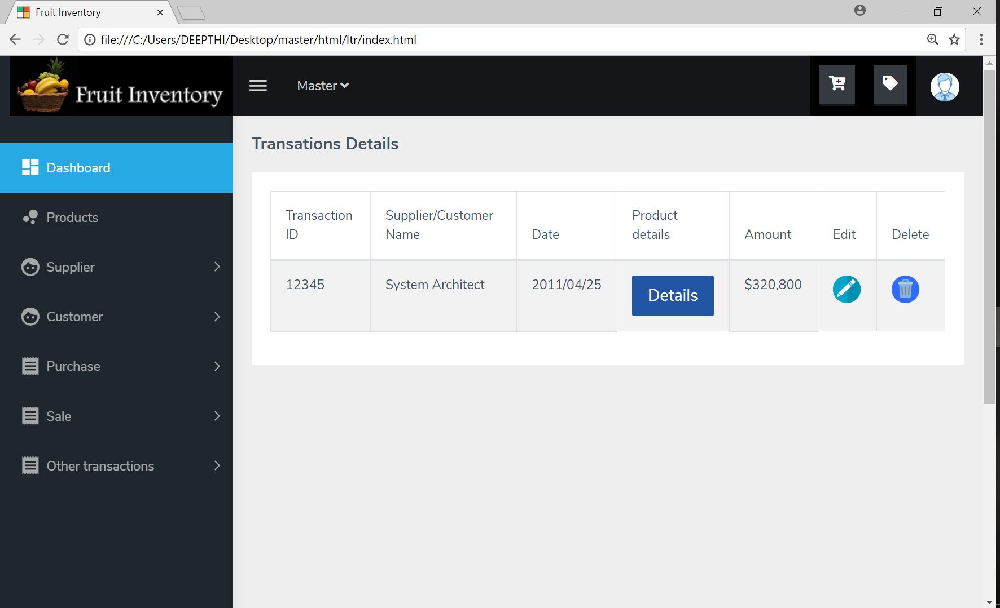 Fruit Inventory
file:///C:/Users/DEEPTHI/Desktop/master/html/ltr/index.html
Fruit Inventory
Master
Dashboard
Products
Supplier
Customer
Purchase
Sale
Other transactions
Transations Details
Transaction ID
Supplier/Customer Name
Date
Product details
Amount
Edit
Delete
12345
System Architect
2011/04/25
Details
$320,800